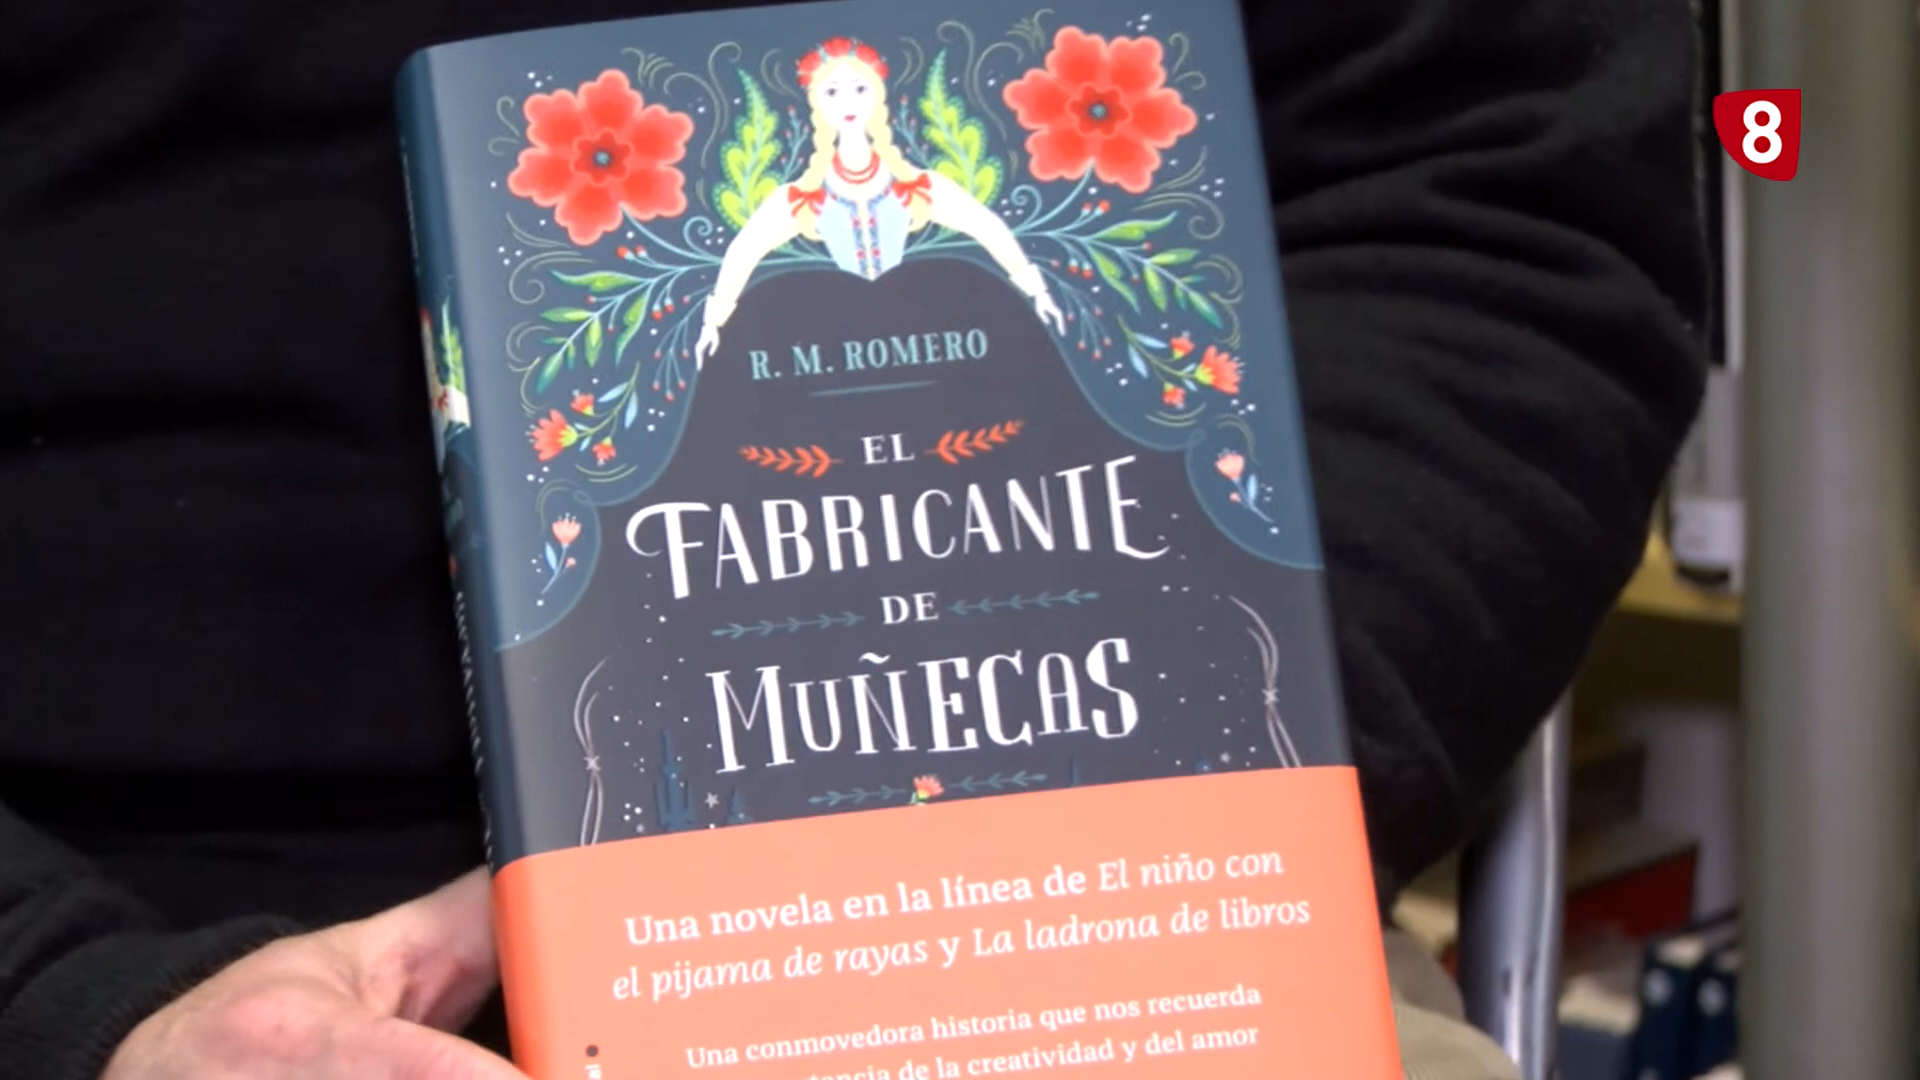 8
R. M. ROMERO
EL
FABRICANTE
DE
MUÑECAS
Una novela en la línea de El niño con
el pijama de rayas y La ladrona de libros
Una conmovedora historia que nos recuerda
de la creatividad y del amor